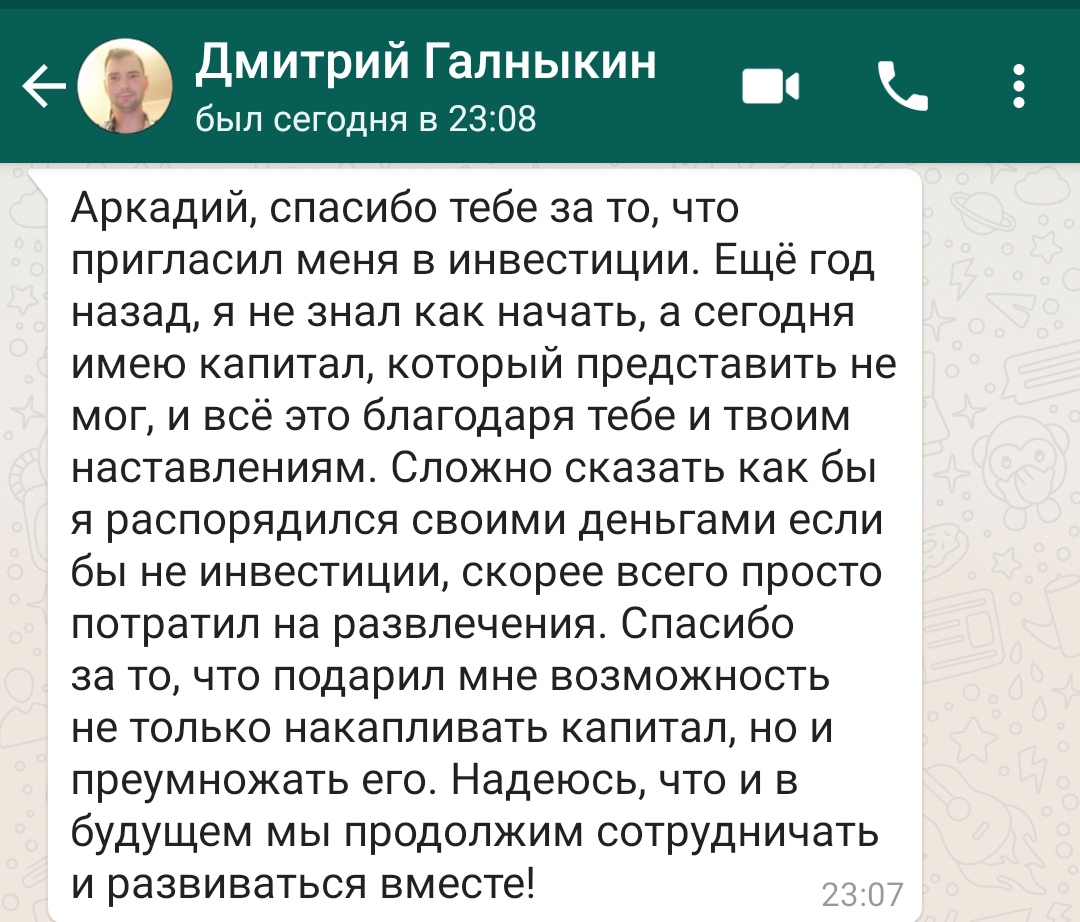 Дмитрий Галныкин
был сегодня в 23:08
Аркадий, спасибо тебе за то, что
пригласил меня в инвестиции. Ещё год
назад, я не знал как начать, а сегодня
имею капитал, который представить не
мог, и всё это благодаря тебе и твоим
наставлениям. Сложно сказать как бы
я распорядился своими деньгами если
бы не инвестиции, скорее всего просто
потратил на развлечения. Спасибо
за то, что подарил мне возможность
не только накапливать капитал, но и
преумножать его. Надеюсь, что и в
будущем мы продолжим сотрудничать
и развиваться вместе!
23:07